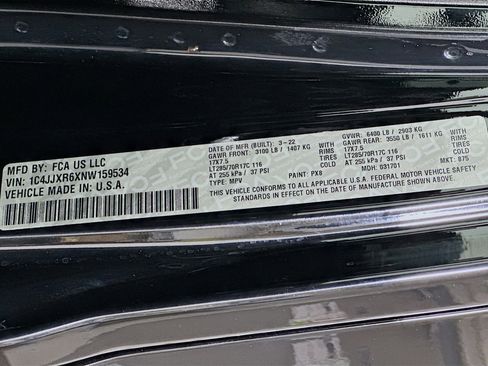 MFD BY: FCA US LLC
VIN: 1C4JJXR6XNW159534
VEHICLE MADE IN U.S.A.
DATE OF MFR (BUILT): 3-22
GAWR FRONT: 3100 LB / 1407 KG WITH
17X7.5 RIMS
LT285/70R17C 116 TIRES
AT 255 kPa / 37 PSI COLD
TYPE: MPV PAINT: PX8 MDH: 031701
GVWR: 6400 LB / 2903 KG
GAWR REAR: 3550 LB / 1611 KG WITH
17X7.5 RIMS
LT285/70R17C 116 TIRES
AT 255 kPa / 37 PSI COLD
MKT: 875
THIS VEHICLE CONFORMS TO ALL APPLICABLE U.S.A. FEDERAL MOTOR VEHICLE SAFETY
STANDARDS IN EFFECT ON THE DATE OF MANUFACTURE SHOWN ABOVE.